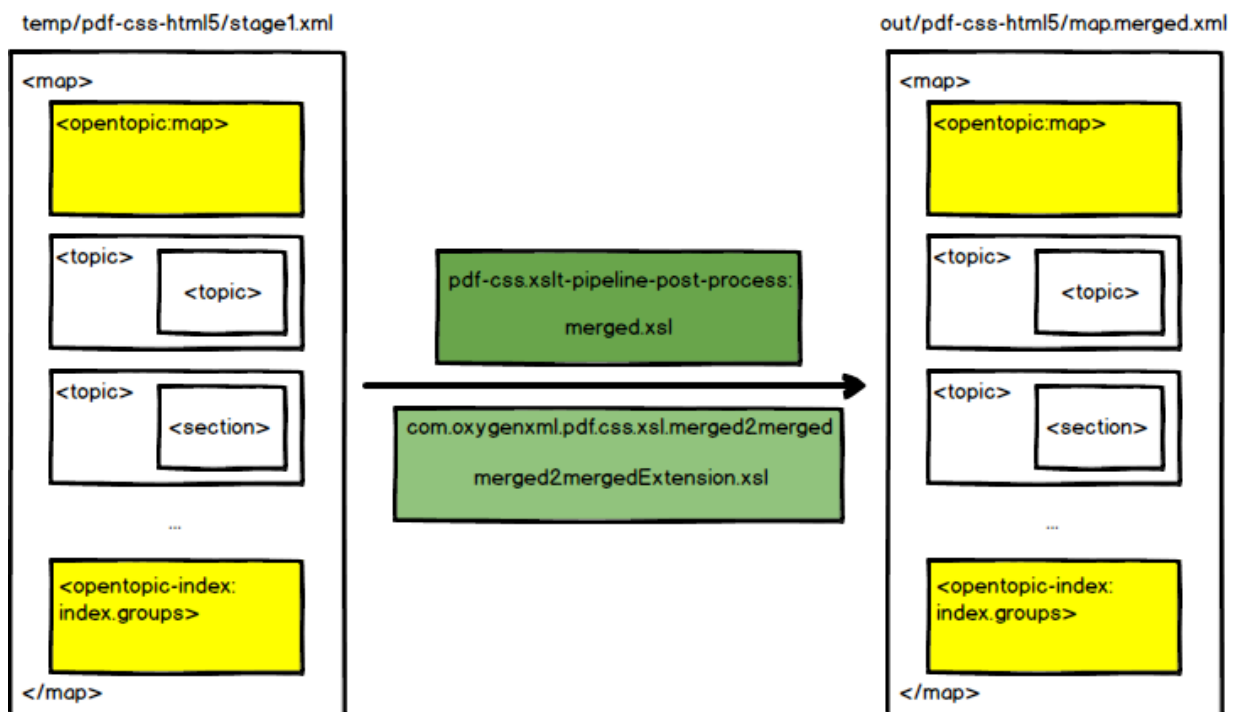 temp/pdf-css-html5/stage1.xml
<map>
<opentopic:map>
<topic>
<topic>
<topic>
<section>
...
<opentopic-index:
index.groups>
</map>
pdf-css.xslt-pipeline-post-process:
merged.xsl
com.oxygenxml.pdf.css.xsl.merged2merged
merged2mergedExtension.xsl
out/pdf-css-html5/map.merged.xml
<map>
<opentopic:map>
<topic>
<topic>
<topic>
<section>
...
<opentopic-index:
index.groups>
</map>